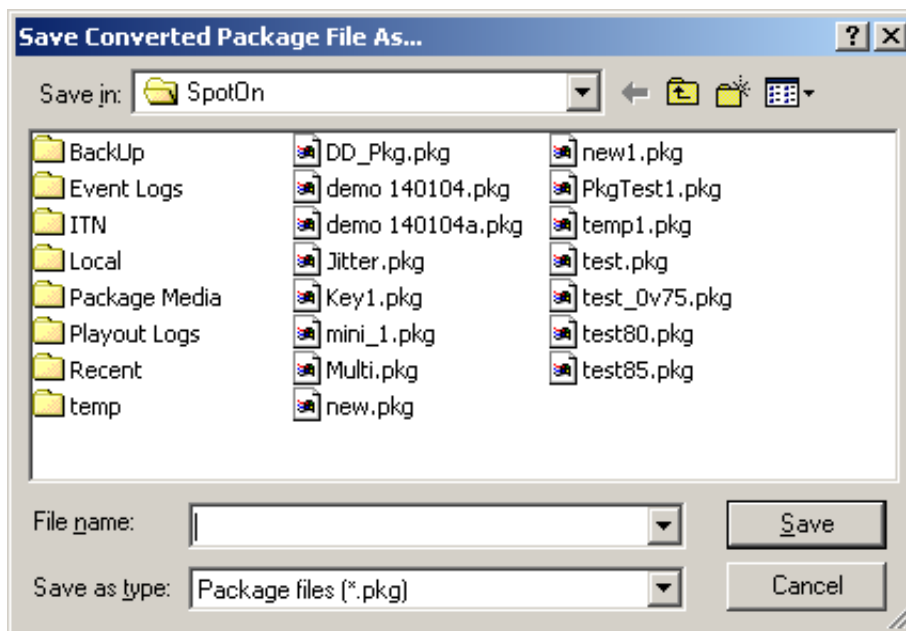 Save Converted Package File As...
Save in: SpotOn
BackUp
Event Logs
ITN
Local
Package Media
Playout Logs
Recent
temp
DD_Pkg.pkg
demo 140104.pkg
demo 140104a.pkg
Jitter.pkg
Key1.pkg
mini_1.pkg
Multi.pkg
new.pkg
new1.pkg
PkgTest1.pkg
temp1.pkg
test.pkg
test_0v75.pkg
test80.pkg
test85.pkg
File name:
Save
Save as type: Package files (*.pkg)
Cancel